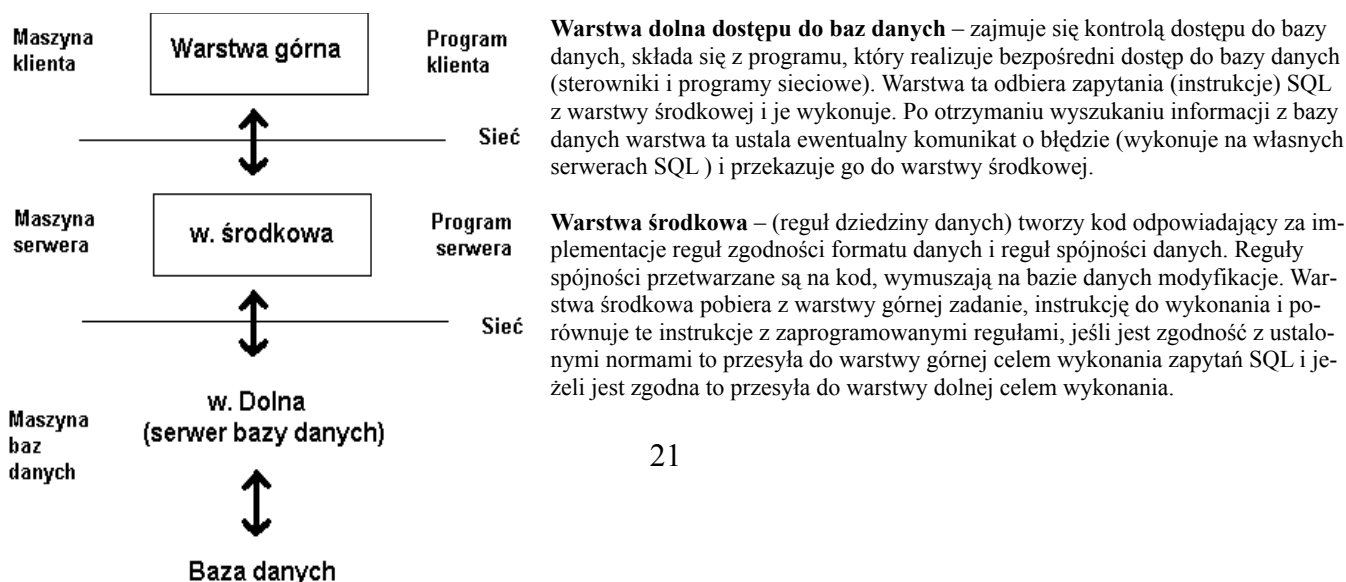 Maszyna
klienta
Warstwa górna
Program
klienta
Sieć
Maszyna
serwera
w. środkowa
Program
serwera
Sieć
Maszyna
baz
danych
w. Dolna
(serwer bazy danych)
Baza danych
Warstwa dolna dostępu do baz danych – zajmuje się kontrolą dostępu do bazy
danych, składa się z programu, który realizuje bezpośredni dostęp do bazy danych
(sterowniki i programy sieciowe). Warstwa ta odbiera zapytania (instrukcje) SQL
z warstwy środkowej i je wykonuje. Po otrzymaniu wyszukaniu informacji z bazy
danych warstwa ta ustala ewentualny komunikat o błędzie (wykonuje na własnych
serwerach SQL ) i przekazuje go do warstwy środkowej.
Warstwa środkowa – (reguł dziedziny danych) tworzy kod odpowiadający za im-
plementacje reguł zgodności formatu danych i reguł spójności danych. Reguły
spójności przetwarzane są na kod, wymuszają na bazie danych modyfikacje. War-
stwa środkowa pobiera z warstwy górnej zadanie, instrukcję do wykonania i po-
równuje te instrukcje z zaprogramowanymi regułami, jeśli jest zgodność z ustalo-
nymi normami to przesyła do warstwy górnej celem wykonania zapytań SQL i je-
żeli jest zgodna to przesyła do warstwy dolnej celem wykonania.
21